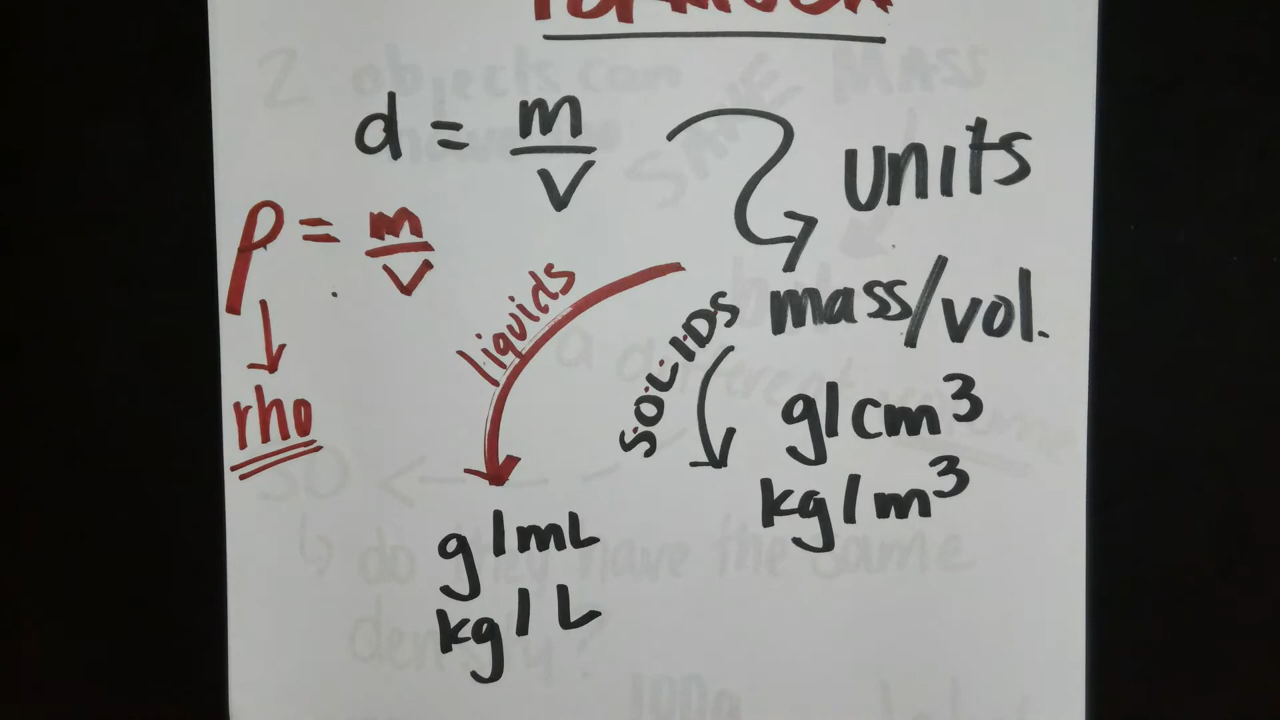 d = m/V
units
ρ = m/V
mass/vol.
liquids
SOLIDS
rho
g/cm³
kg/m³
g/mL
kg/L